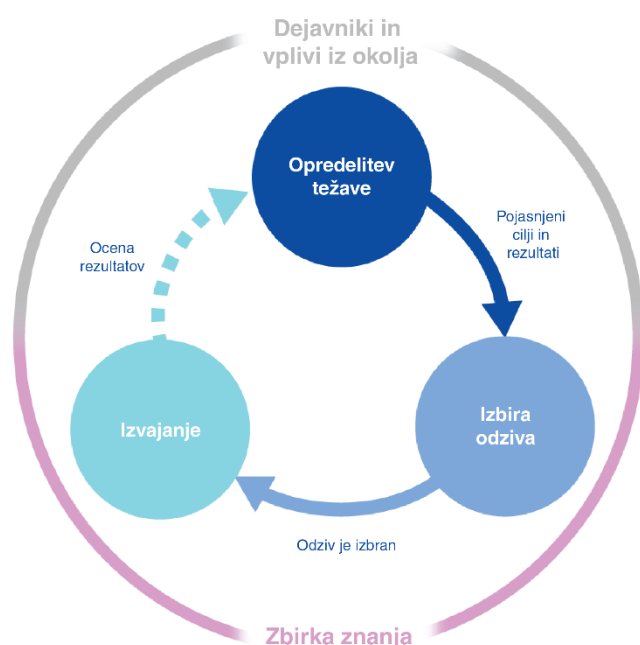 Dejavniki in
vplivi iz okolja
Opredelitev
težave
Pojasnjeni
cilji in
rezultati
Ocena
rezultatov
Izbira
odziva
Izvajanje
Odziv je izbran
Zbirka znanja